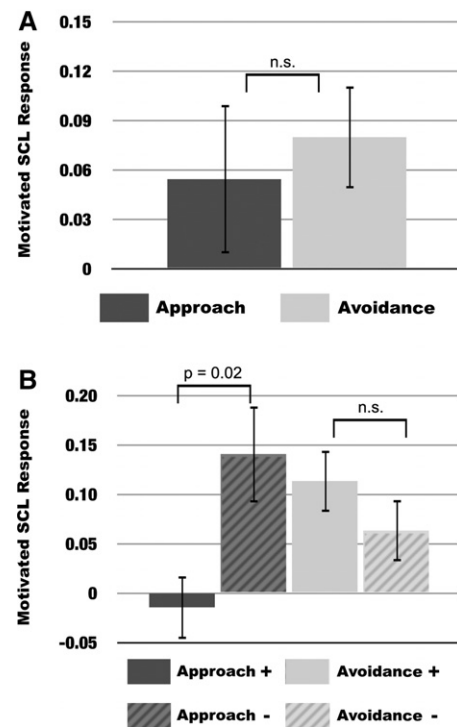 A
Motivated SCL Response
0.15
0.12
0.09
0.06
0.03
0
n.s.
Approach
Avoidance
B
Motivated SCL Response
0.20
0.15
0.10
0.05
0
-0.05
p = 0.02
n.s.
Approach +
Avoidance +
Approach -
Avoidance -